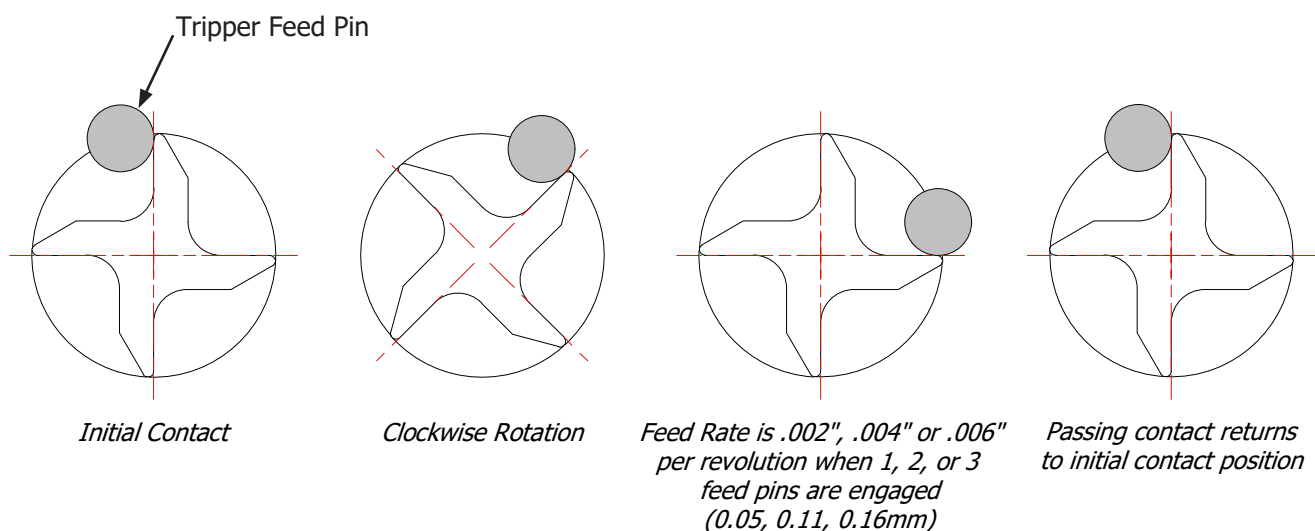 Tripper Feed Pin
Initial Contact
Clockwise Rotation
Feed Rate is .002", .004" or .006"
per revolution when 1, 2, or 3
feed pins are engaged
(0.05, 0.11, 0.16mm)
Passing contact returns
to initial contact position